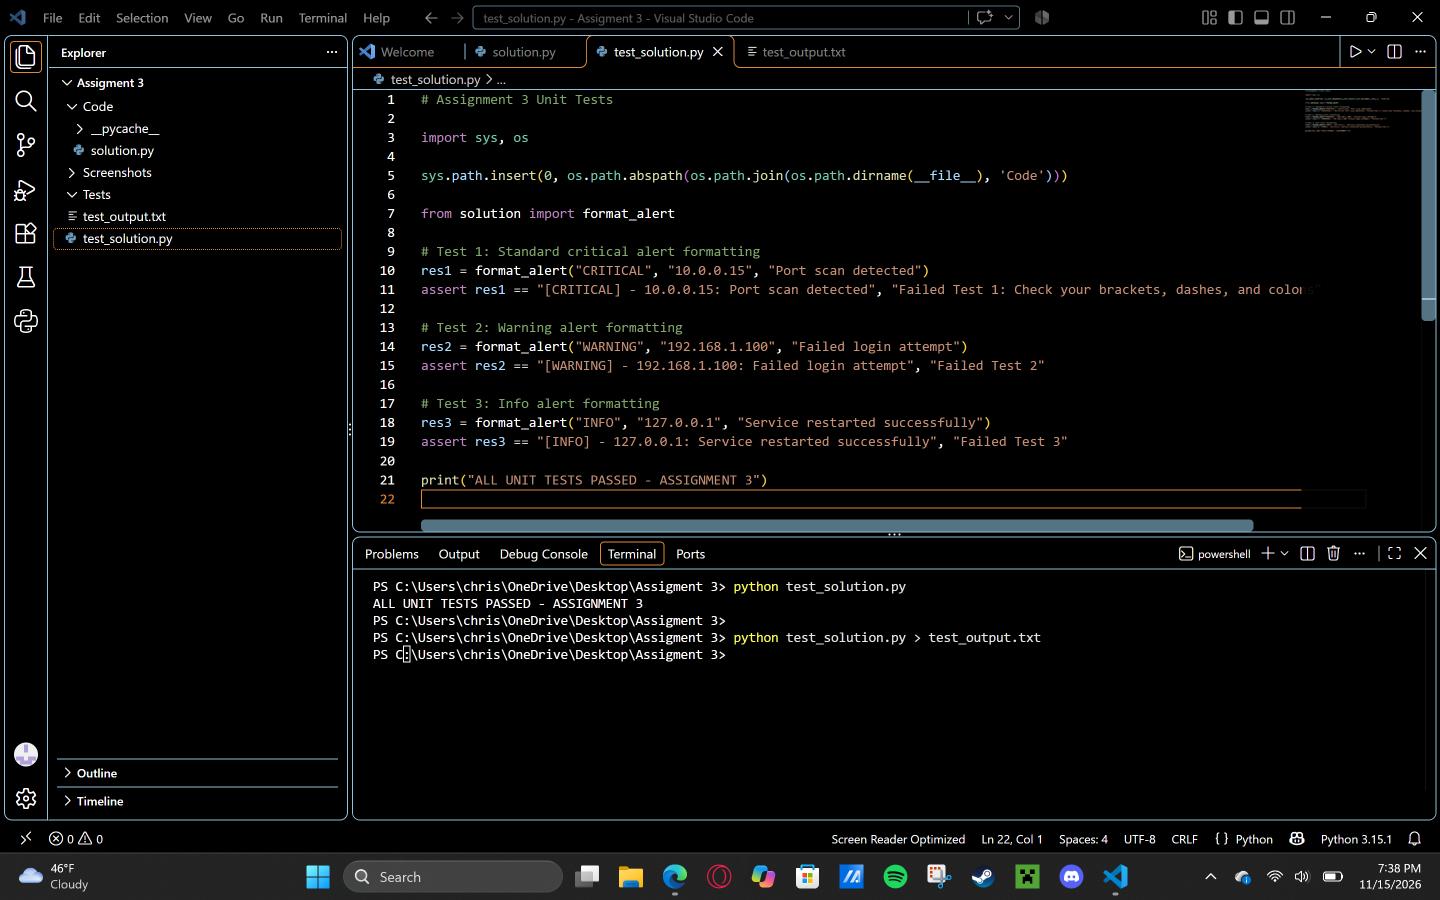 File Edit Selection View Go Run Terminal Help
test_solution.py - Assigment 3 - Visual Studio Code
Explorer
Assigment 3
Code
__pycache__
solution.py
Screenshots
Tests
test_output.txt
test_solution.py
Outline
Timeline
Welcome
solution.py
test_solution.py
test_output.txt
test_solution.py > ...
1 # Assignment 3 Unit Tests
2
3 import sys, os
4
5 sys.path.insert(0, os.path.abspath(os.path.join(os.path.dirname(__file__), 'Code')))
6
7 from solution import format_alert
8
9 # Test 1: Standard critical alert formatting
10 res1 = format_alert("CRITICAL", "10.0.0.15", "Port scan detected")
11 assert res1 == "[CRITICAL] - 10.0.0.15: Port scan detected", "Failed Test 1: Check your brackets, dashes, and colons"
12
13 # Test 2: Warning alert formatting
14 res2 = format_alert("WARNING", "192.168.1.100", "Failed login attempt")
15 assert res2 == "[WARNING] - 192.168.1.100: Failed login attempt", "Failed Test 2"
16
17 # Test 3: Info alert formatting
18 res3 = format_alert("INFO", "127.0.0.1", "Service restarted successfully")
19 assert res3 == "[INFO] - 127.0.0.1: Service restarted successfully", "Failed Test 3"
20
21 print("ALL UNIT TESTS PASSED - ASSIGNMENT 3")
22
Problems Output Debug Console Terminal Ports
powershell
PS C:\Users\chris\OneDrive\Desktop\Assigment 3> python test_solution.py
ALL UNIT TESTS PASSED - ASSIGNMENT 3
PS C:\Users\chris\OneDrive\Desktop\Assigment 3>
PS C:\Users\chris\OneDrive\Desktop\Assigment 3> python test_solution.py > test_output.txt
PS C:\Users\chris\OneDrive\Desktop\Assigment 3>
0 0
Screen Reader Optimized Ln 22, Col 1 Spaces: 4 UTF-8 CRLF { } Python Python 3.15.1
46°F
Cloudy
Search
7:38 PM
11/15/2026